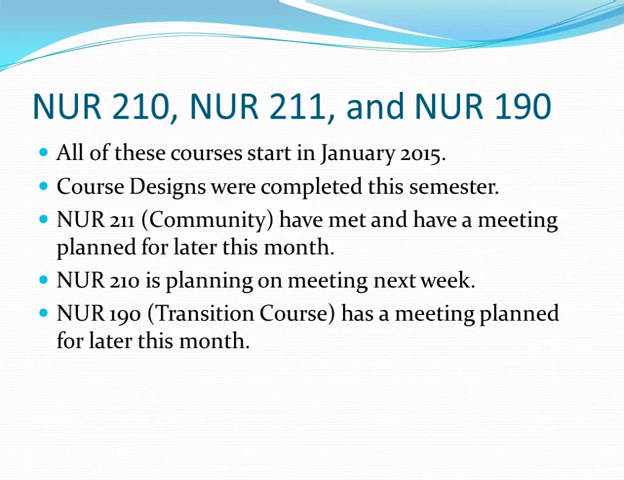 NUR 210, NUR 211, and NUR 190
• All of these courses start in January 2015.
• Course Designs were completed this semester.
• NUR 211 (Community) have met and have a meeting
planned for later this month.
• NUR 210 is planning on meeting next week.
• NUR 190 (Transition Course) has a meeting planned
for later this month.